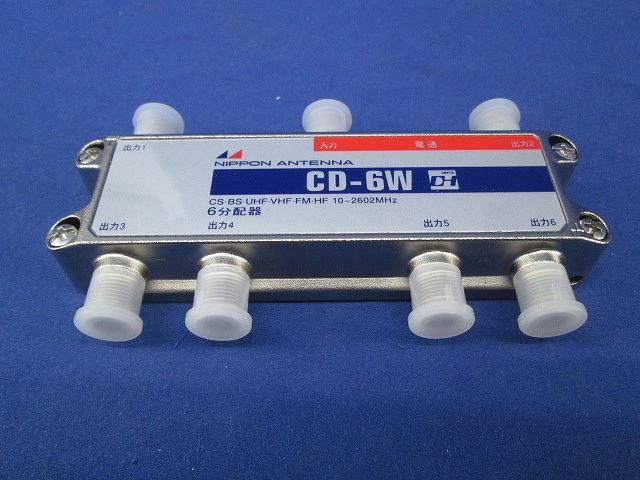 出力1
入力 電通 出力2
NIPPON ANTENNA
CD-6W
JEITA
DH
CS·BS·UHF·VHF·FM·HF 10~2602MHz
6分配器
出力3 出力4 出力5 出力6